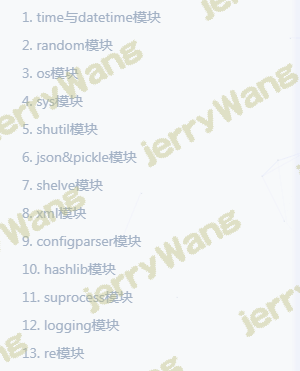 1. time与datetime模块
2. random模块
3. os模块
4. sys模块
5. shutil模块
6. json&pickle模块
7. shelve模块
8. xml模块
9. configparser模块
10. hashlib模块
11. suprocess模块
12. logging模块
13. re模块
jerryWang
jerryWang
jerryWang
jerryWang
jerryWang